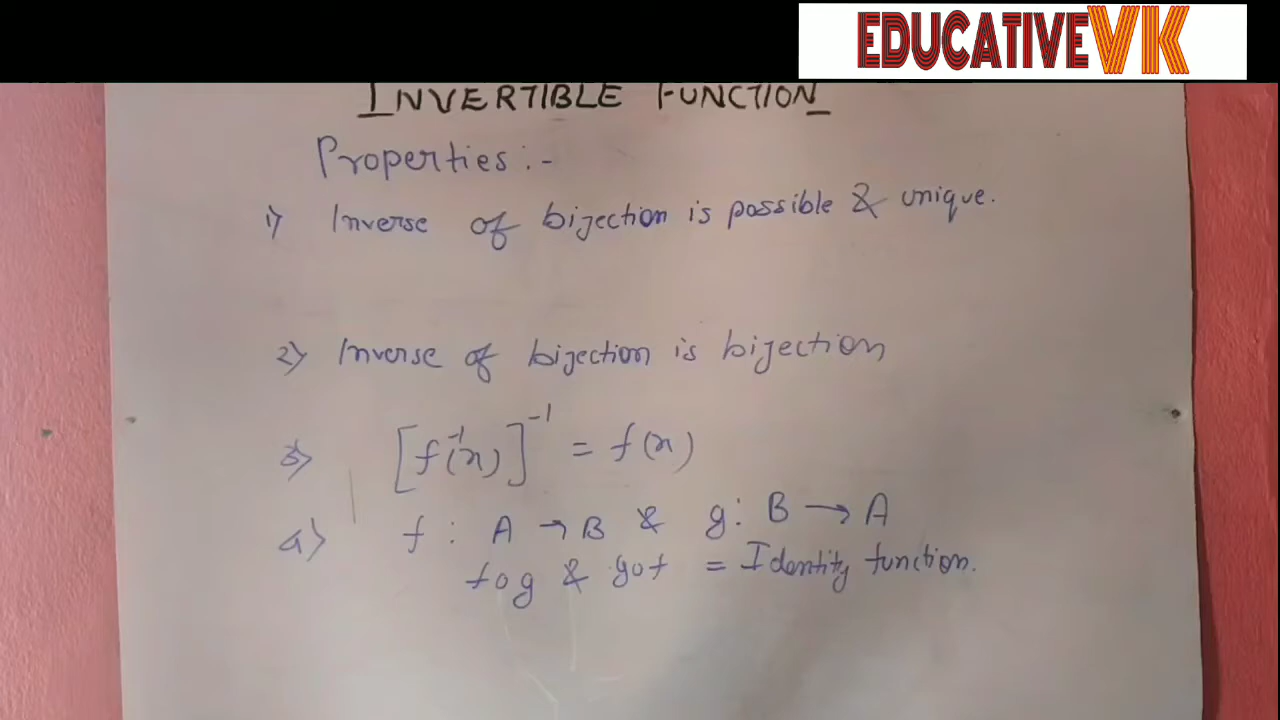 EDUCATIVEVK
INVERTIBLE FUNCTION
Properties :-
1) Inverse of bijection is possible & unique.
2) Inverse of bijection is bijection
3) [f⁻¹(x)]⁻¹ = f(x)
4) f : A → B & g : B → A
fog & gof = Identity function.